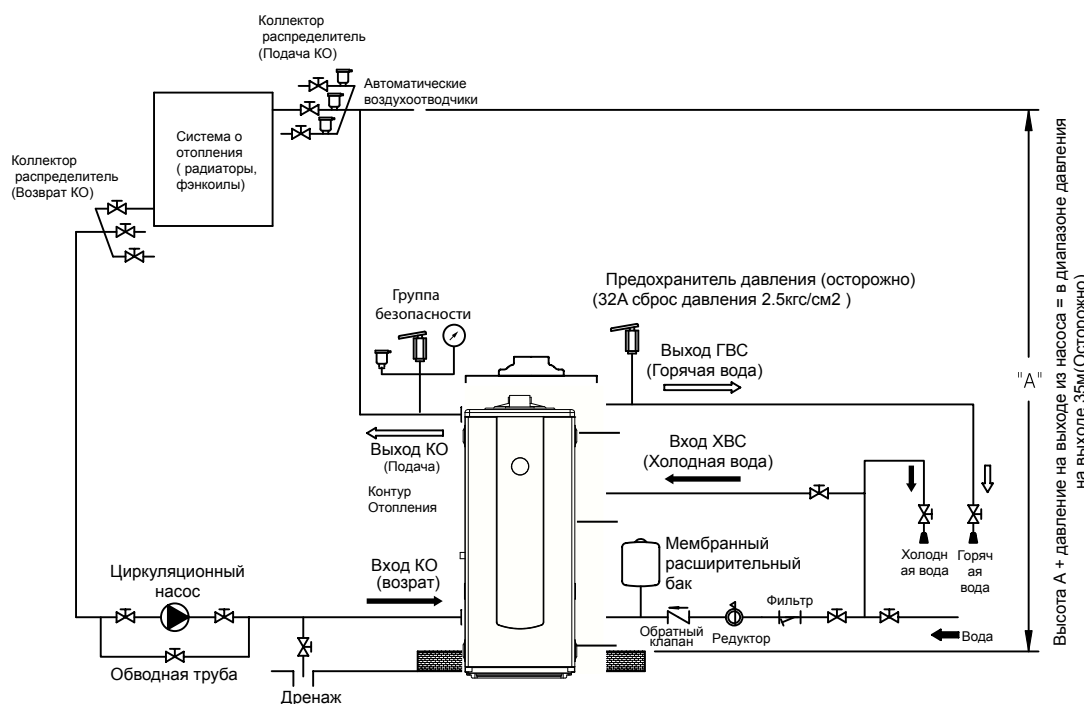 Коллектор
распределитель
(Подача КО)
Автоматические
воздухоотводчики
Система о
отопления
( радиаторы,
фэнкоилы)
Коллектор
распределитель
(Возврат КО)
Группа
безопасности
Предохранитель давления (осторожно)
(32А сброс давления 2.5кгс/см2 )
Выход ГВС
(Горячая вода)
Выход КО
(Подача)
Вход ХВС
(Холодная вода)
Контур
Отопления
Вход КО
(возрат)
Циркуляционный
насос
Обводная труба
Дренаж
Мембранный
расширительный
бак
Обратный
клапан
Редуктор
Фильтр
Холодн
ая вода
Горяч
ая
вода
Вода
"А"
Высота А + давление на выходе из насоса = в диапазоне давления
на выходе 35м(Осторожно)